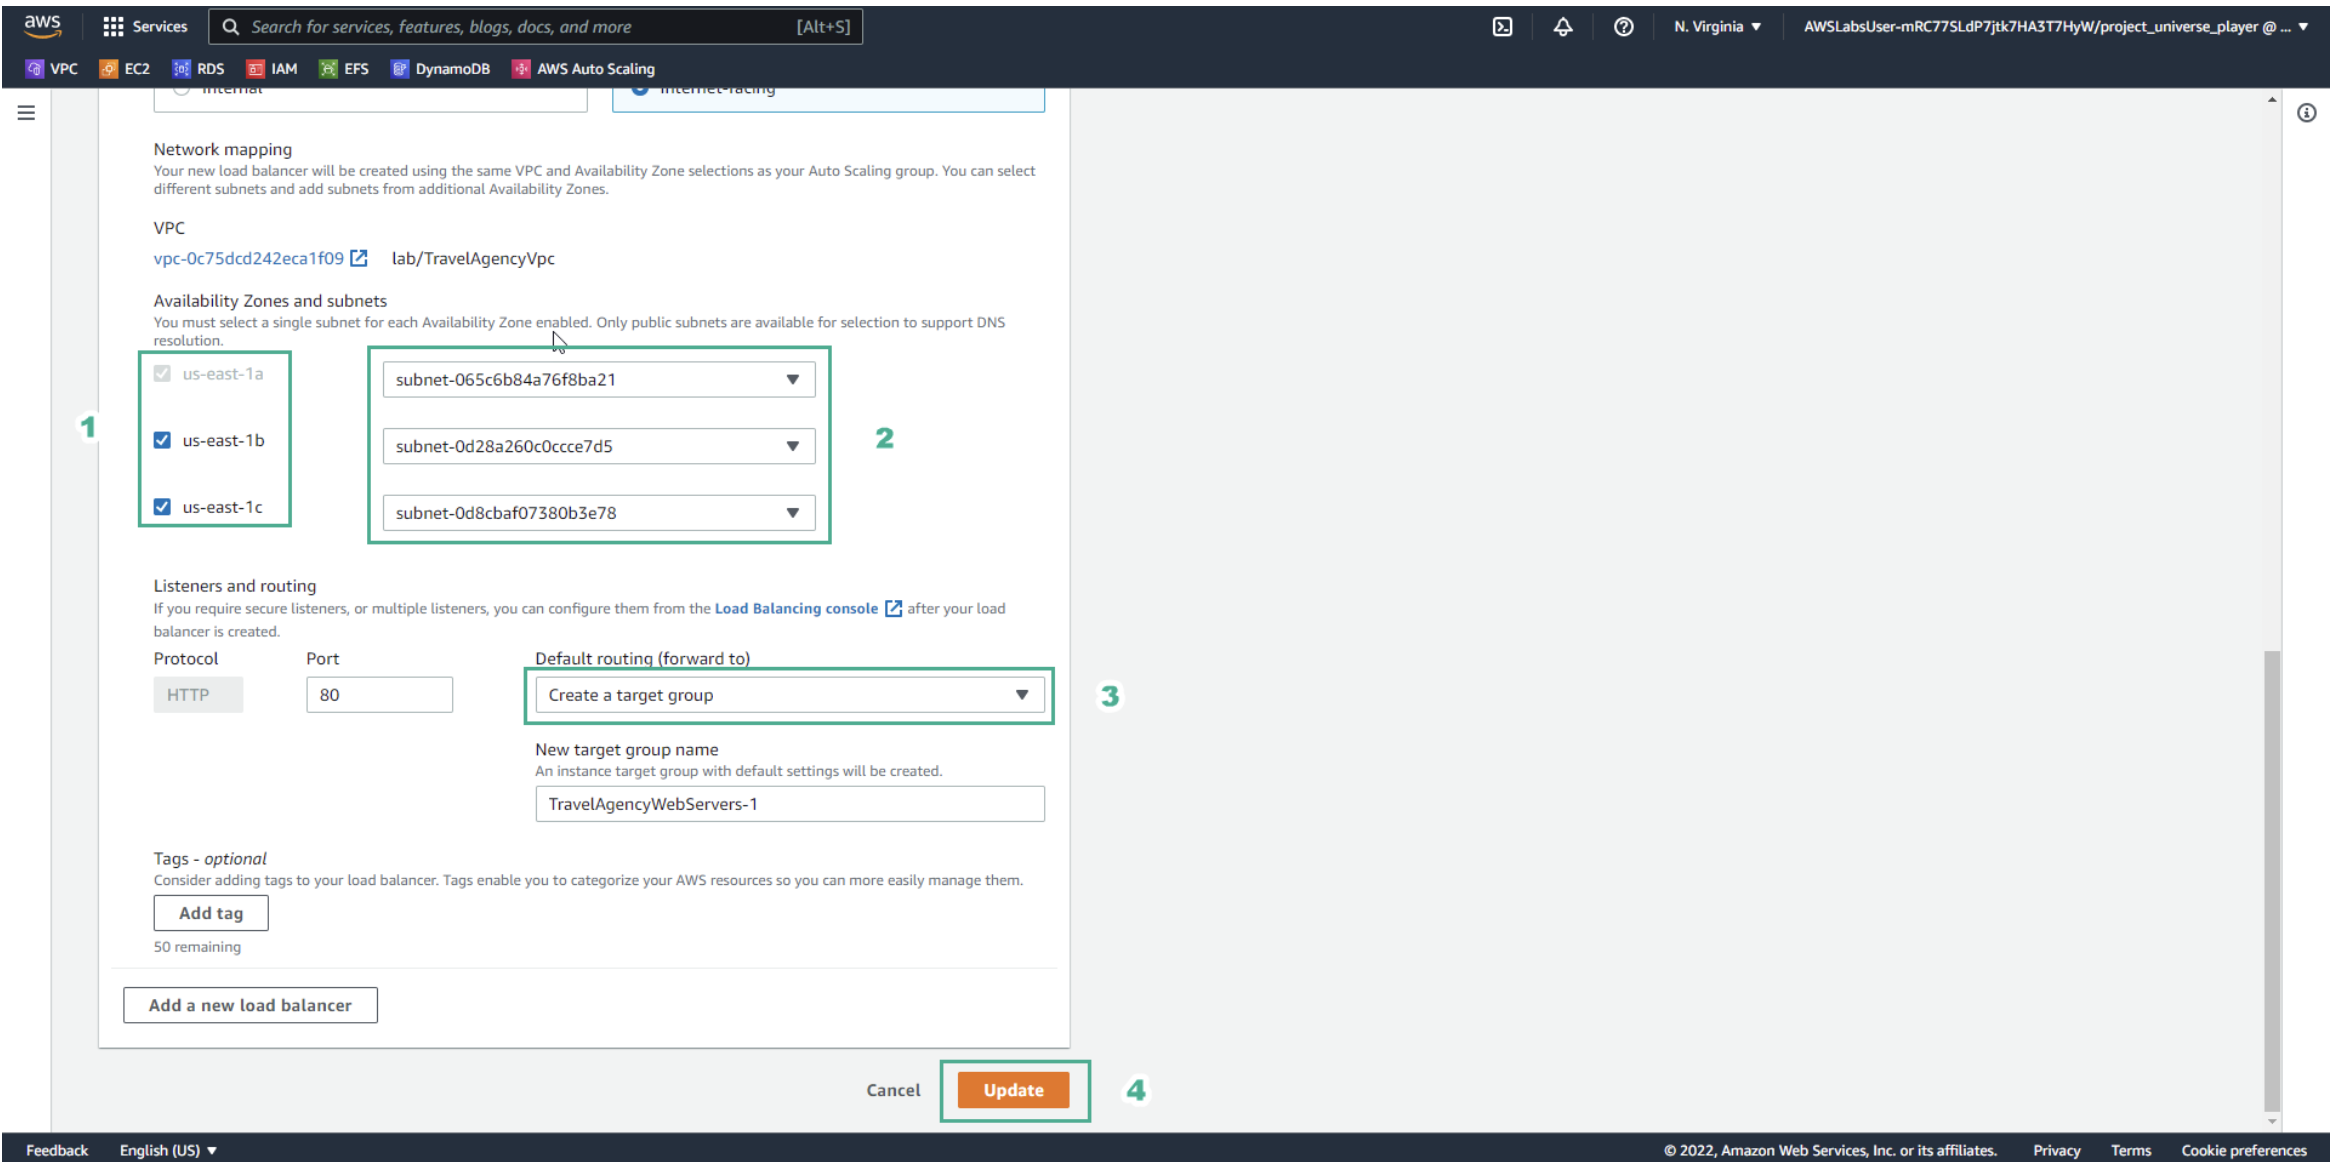 aws
Services
Search for services, features, blogs, docs, and more
[Alt+S]
N. Virginia
AWSLabsUser-mRC77SLdP7jtk7HA3T7HyW/project_universe_player @ ...
VPC
EC2
RDS
IAM
EFS
DynamoDB
AWS Auto Scaling
Internal
Internet-facing
Network mapping
Your new load balancer will be created using the same VPC and Availability Zone selections as your Auto Scaling group. You can select
different subnets and add subnets from additional Availability Zones.
VPC
vpc-0c75dcd242eca1f09
lab/TravelAgencyVpc
Availability Zones and subnets
You must select a single subnet for each Availability Zone enabled. Only public subnets are available for selection to support DNS
resolution.
1
us-east-1a
subnet-065c6b84a76f8ba21
us-east-1b
subnet-0d28a260c0ccce7d5
2
us-east-1c
subnet-0d8cbaf07380b3e78
Listeners and routing
If you require secure listeners, or multiple listeners, you can configure them from the Load Balancing console after your load
balancer is created.
Protocol
Port
Default routing (forward to)
HTTP
80
Create a target group
3
New target group name
An instance target group with default settings will be created.
TravelAgencyWebServers-1
Tags - optional
Consider adding tags to your load balancer. Tags enable you to categorize your AWS resources so you can more easily manage them.
Add tag
50 remaining
Add a new load balancer
Cancel
Update
4
Feedback
English (US)
© 2022, Amazon Web Services, Inc. or its affiliates.
Privacy
Terms
Cookie preferences